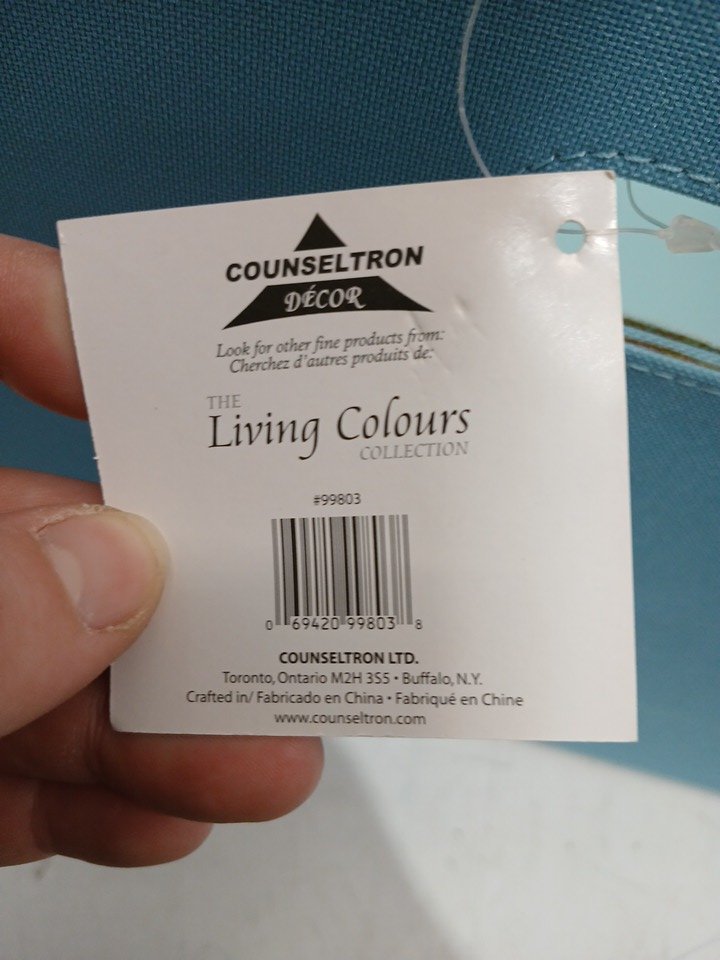 COUNSELTRON
DÉCOR
Look for other fine products from:
Cherchez d'autres produits de:
THE
Living Colours
COLLECTION
#99803
0 69420 99803 8
COUNSELTRON LTD.
Toronto, Ontario M2H 3S5 • Buffalo, N.Y.
Crafted in/ Fabricado en China • Fabriqué en Chine
www.counseltron.com